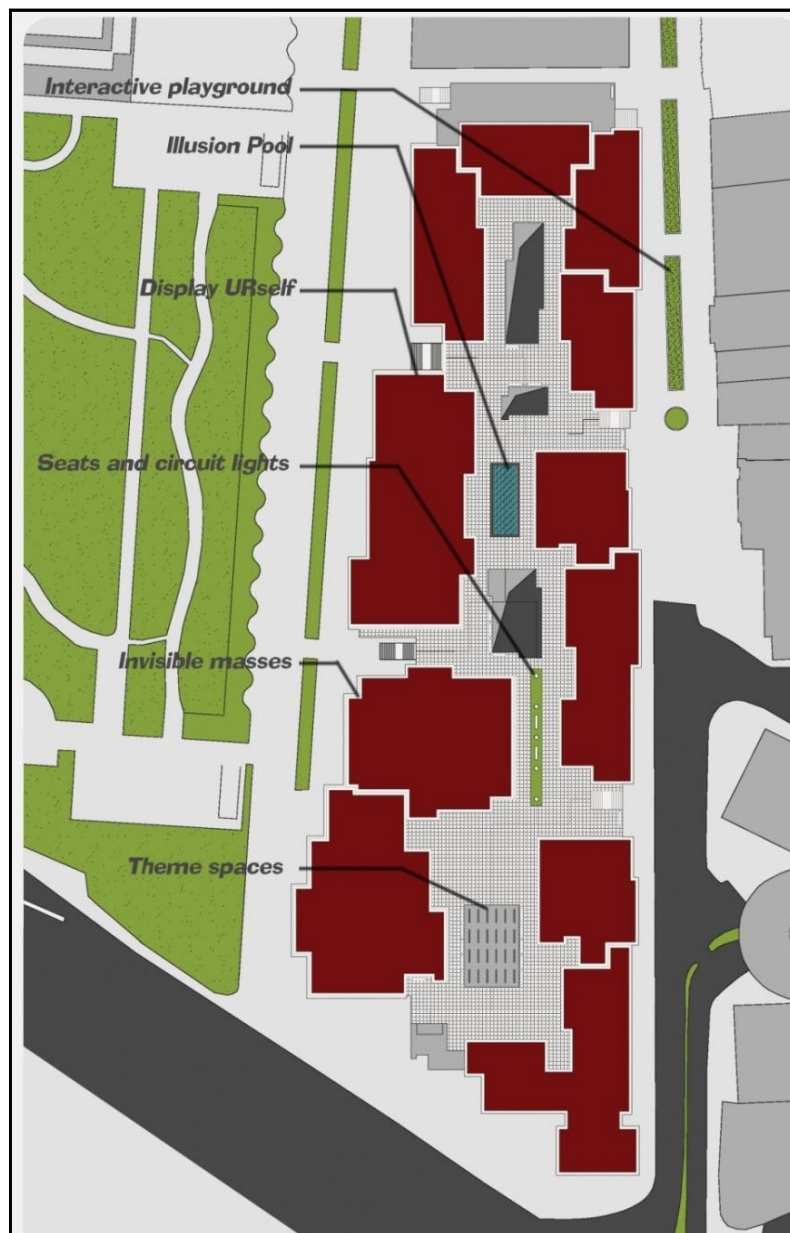 Interactive playground
Illusion Pool
Display URself
Seats and circuit lights
Invisible masses
Theme spaces